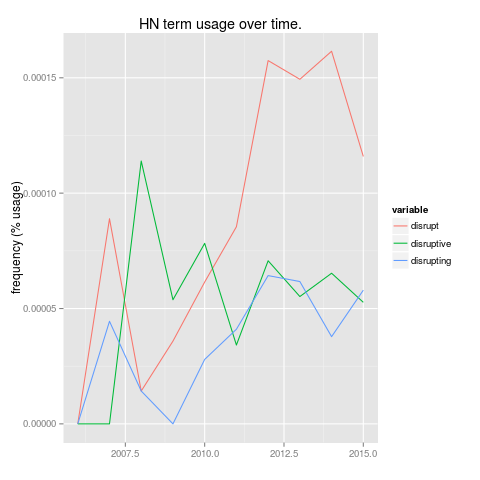 HN term usage over time.
frequency (% usage)
0.00015
0.00010
0.00005
0.00000
2007.5
2010.0
2012.5
2015.0
variable
disrupt
disruptive
disrupting